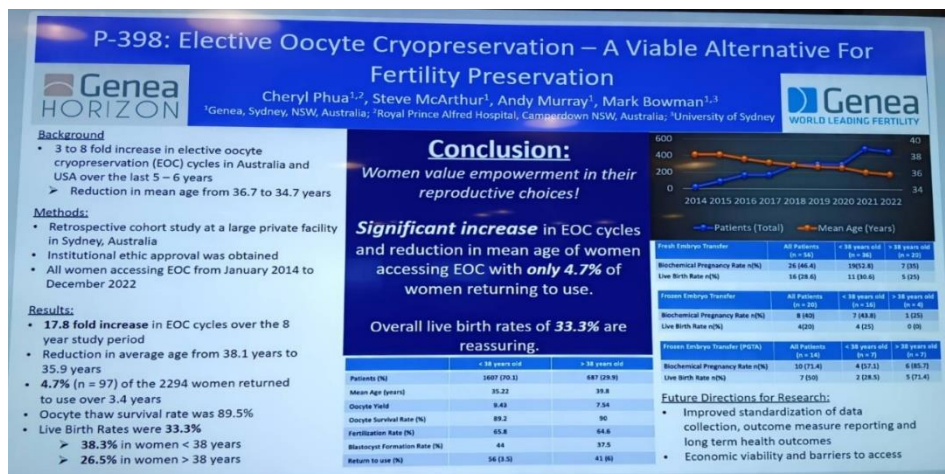 P-398: Elective Oocyte Cryopreservation – A Viable Alternative For
Fertility Preservation
Genea
HORIZON
Cheryl Phua1,2, Steve McArthur1, Andy Murray1, Mark Bowman1,3
1Genea, Sydney, NSW, Australia; 2Royal Prince Alfred Hospital, Camperdown NSW, Australia; 3University of Sydney
Genea
WORLD LEADING FERTILITY
Background
• 3 to 8 fold increase in elective oocyte
cryopreservation (EOC) cycles in Australia and
USA over the last 5 – 6 years
➢ Reduction in mean age from 36.7 to 34.7 years
Methods:
• Retrospective cohort study at a large private facility
in Sydney, Australia
• Institutional ethic approval was obtained
• All women accessing EOC from January 2014 to
December 2022
Results:
• 17.8 fold increase in EOC cycles over the 8
year study period
• Reduction in average age from 38.1 years to
35.9 years
• 4.7% (n = 97) of the 2294 women returned
to use over 3.4 years
• Oocyte thaw survival rate was 89.5%
• Live Birth Rates were 33.3%
➢ 38.3% in women < 38 years
➢ 26.5% in women > 38 years
Conclusion:
Women value empowerment in their
reproductive choices!
Significant increase in EOC cycles
and reduction in mean age of women
accessing EOC with only 4.7% of
women returning to use.
Overall live birth rates of 33.3% are
reassuring.
< 38 years old > 38 years old
Patients (%) 1607 (70.1) 687 (29.9)
Mean Age (years) 35.22 39.8
Oocyte Yield 9.43 7.54
Oocyte Survival Rate (%) 89.2 90
Fertilization Rate (%) 65.8 64.6
Blastocyst Formation Rate (%) 44 37.5
Return to use (%) 56 (3.5) 41 (6)
600 40
400 38
200 36
0 34
2014 2015 2016 2017 2018 2019 2020 2021 2022
Patients (Total) Mean Age (Years)
Fresh Embryo Transfer All Patients < 38 years old > 38 years old
(n = 56) (n = 36) (n = 20)
Biochemical Pregnancy Rate n(%) 26 (46.4) 19(52.8) 7 (35)
Live Birth Rate n(%) 16 (28.6) 11 (30.6) 5 (25)
Frozen Embryo Transfer All Patients < 38 years old > 38 years old
(n = 20) (n = 16) (n = 4)
Biochemical Pregnancy Rate n(%) 8 (40) 7 (43.8) 1 (25)
Live Birth Rate n(%) 4(20) 4 (25) 0 (0)
Frozen Embryo Transfer (PGTA) All Patients < 38 years old > 38 years old
(n = 14) (n = 7) (n = 7)
Biochemical Pregnancy Rate n(%) 10 (71.4) 4 (57.1) 6 (85.7)
Live Birth Rate n(%) 7 (50) 2 (28.5) 5 (71.4)
Future Directions for Research:
• Improved standardization of data
collection, outcome measure reporting and
long term health outcomes
• Economic viability and barriers to access